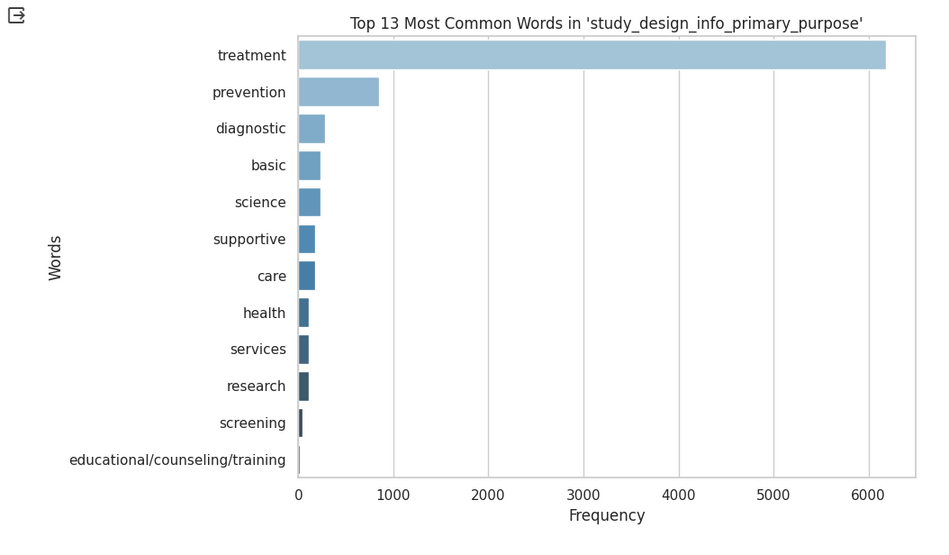 Top 13 Most Common Words in 'study_design_info_primary_purpose'
treatment
prevention
diagnostic
basic
science
supportive
care
health
services
research
screening
educational/counseling/training
Words
0 1000 2000 3000 4000 5000 6000
Frequency